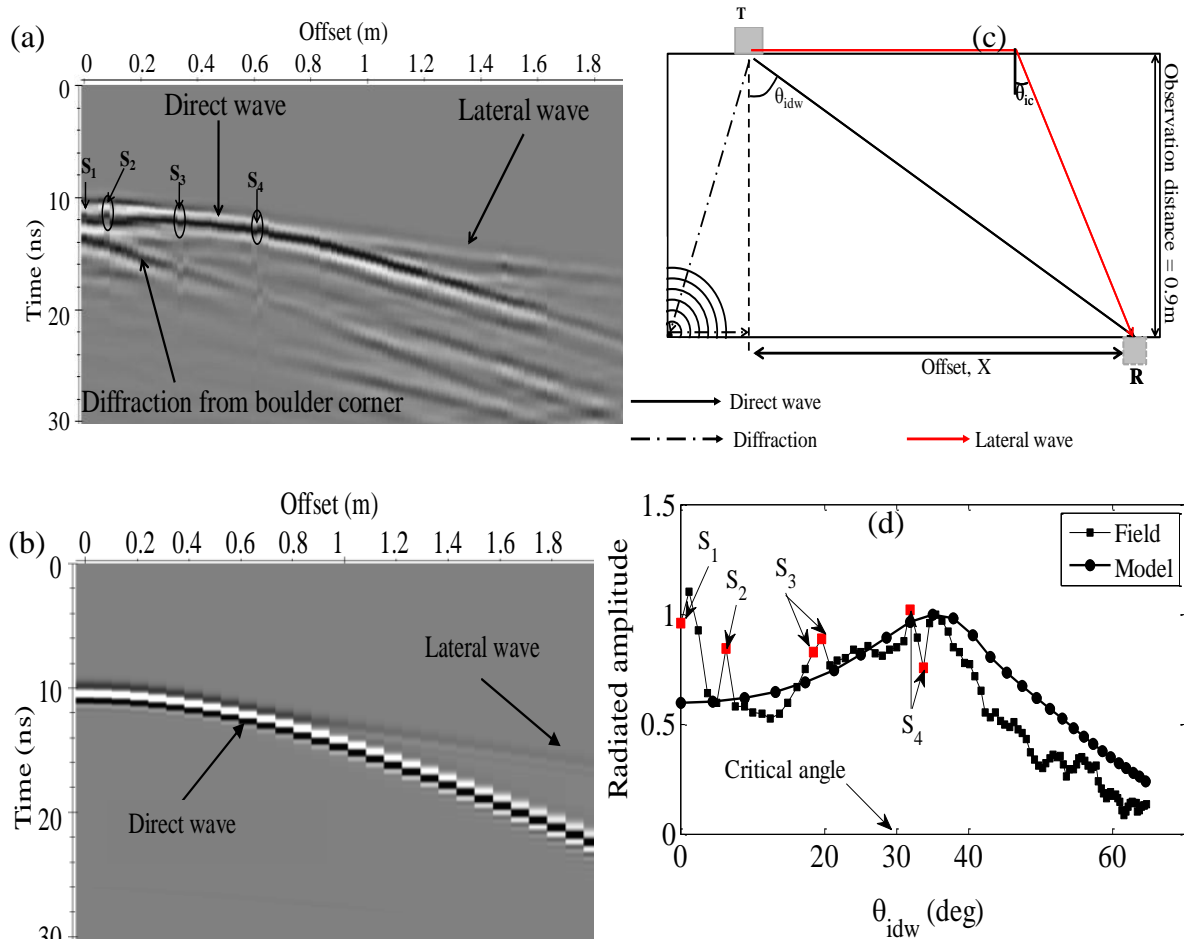 (a)
Offset (m)
0 0.2 0.4 0.6 0.8 1 1.2 1.4 1.6 1.8
Time (ns)
0
10
20
30
Direct wave
Lateral wave
S1
S2
S3
S4
Diffraction from boulder corner
T
(c)
θidw
θic
Observation distance = 0.9m
Offset, X
R
Direct wave
Diffraction
Lateral wave
(b)
Offset (m)
0 0.2 0.4 0.6 0.8 1 1.2 1.4 1.6 1.8
Time (ns)
0
10
20
30
Lateral wave
Direct wave
(d)
Radiated amplitude
1.5
1
0.5
0
Field
Model
S1
S2
S3
S4
Critical angle
0 20 30 40 60
θidw (deg)